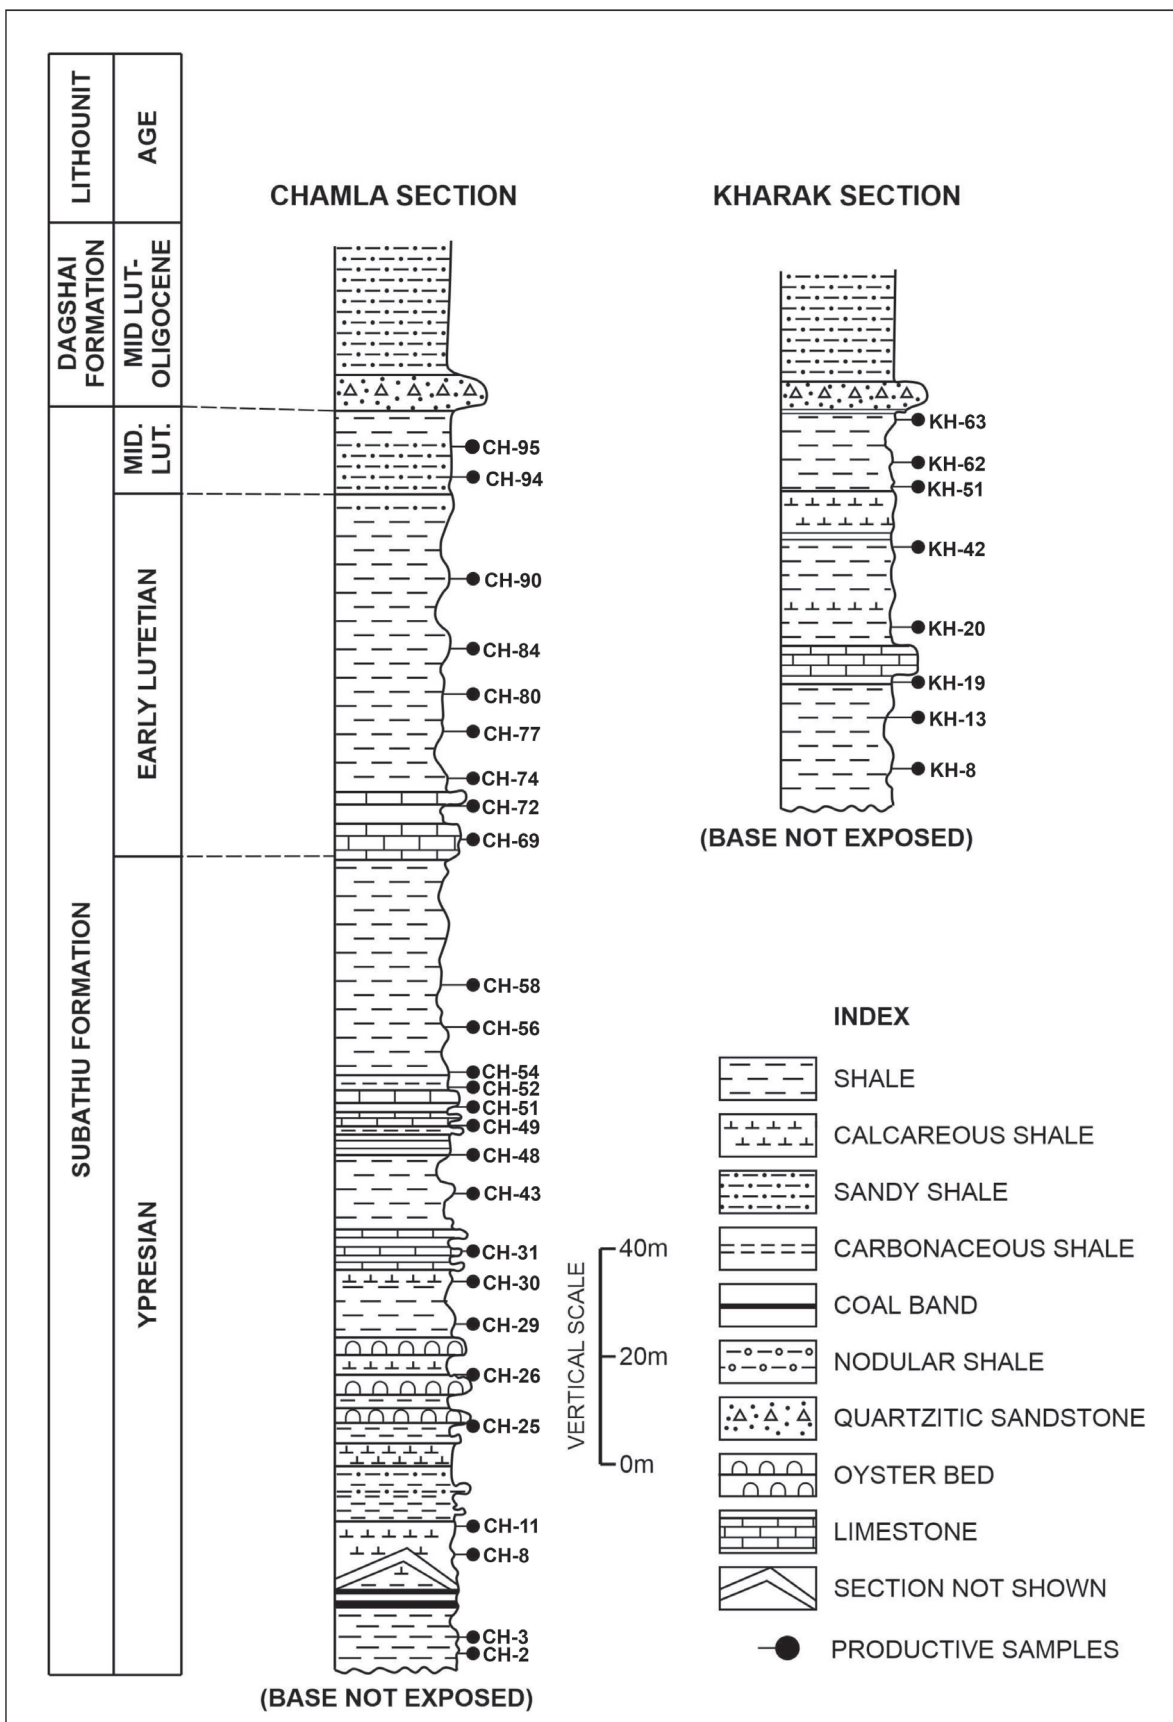 LITHOUNIT
AGE
DAGSHAI
FORMATION
MID LUT-
OLIGOCENE
MID.
LUT.
EARLY LUTETIAN
SUBATHU FORMATION
YPRESIAN
CHAMLA SECTION
CH-95
CH-94
CH-90
CH-84
CH-80
CH-77
CH-74
CH-72
CH-69
CH-58
CH-56
CH-54
CH-52
CH-51
CH-49
CH-48
CH-43
CH-31
CH-30
CH-29
CH-26
CH-25
CH-11
CH-8
CH-3
CH-2
(BASE NOT EXPOSED)
KHARAK SECTION
KH-63
KH-62
KH-51
KH-42
KH-20
KH-19
KH-13
KH-8
(BASE NOT EXPOSED)
VERTICAL SCALE
40m
20m
0m
INDEX
SHALE
CALCAREOUS SHALE
SANDY SHALE
CARBONACEOUS SHALE
COAL BAND
NODULAR SHALE
QUARTZITIC SANDSTONE
OYSTER BED
LIMESTONE
SECTION NOT SHOWN
PRODUCTIVE SAMPLES